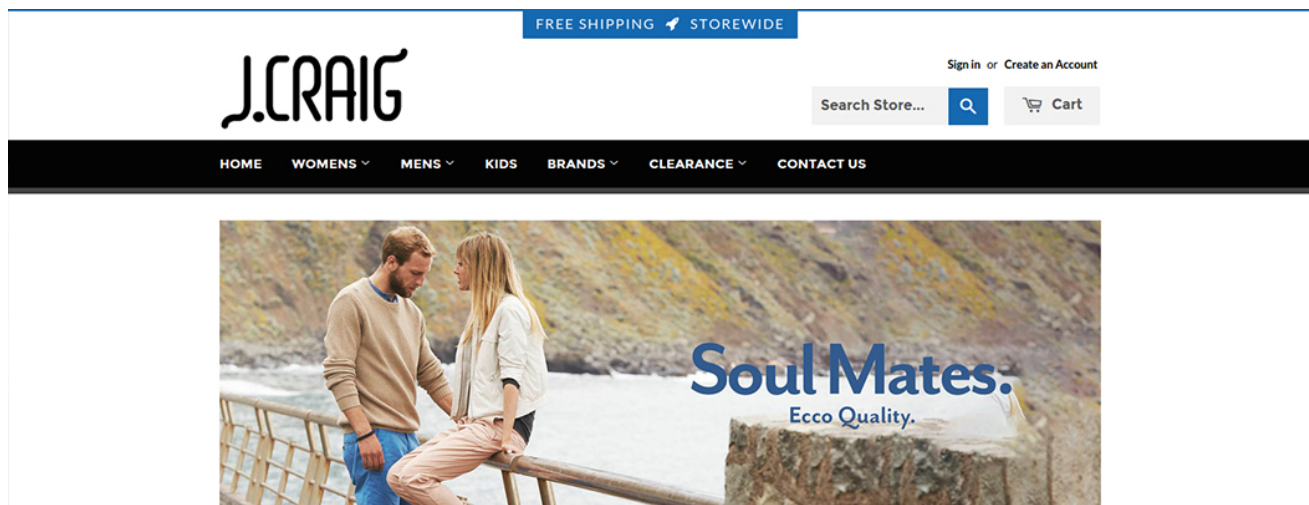 FREE SHIPPING STOREWIDE
J.CRAIG
Sign in or Create an Account
Search Store...
Cart
HOME WOMENS MENS KIDS BRANDS CLEARANCE CONTACT US
Soul Mates.
Ecco Quality.